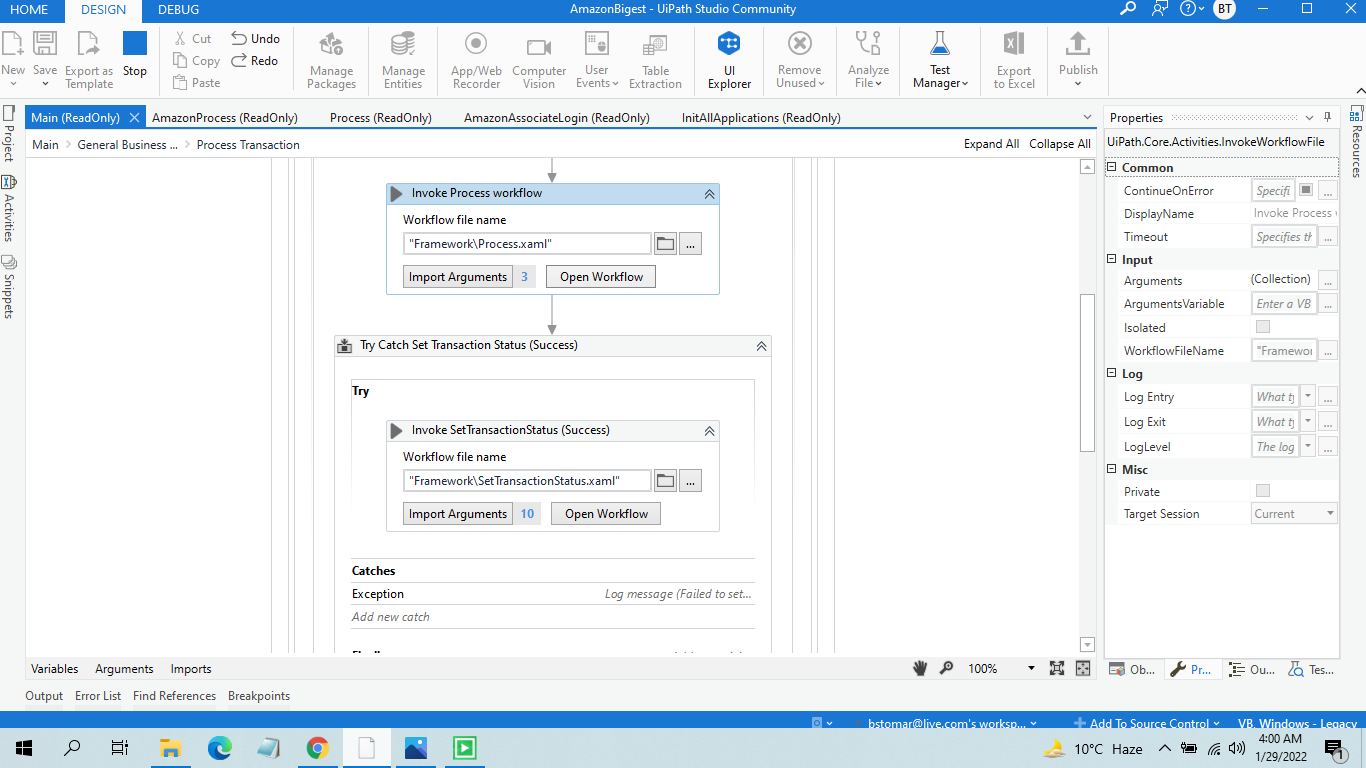 HOME DESIGN DEBUG AmazonBigest - UiPath Studio Community BT
New Save Export as Template Stop Cut Copy Paste Undo Redo Manage Packages Manage Entities App/Web Recorder Computer Vision User Events Table Extraction UI Explorer Remove Unused Analyze File Test Manager Export to Excel Publish
Main (ReadOnly) AmazonProcess (ReadOnly) Process (ReadOnly) AmazonAssociateLogin (ReadOnly) InitAllApplications (ReadOnly)
Main > General Business ... > Process Transaction Expand All Collapse All
Project
Activities
Snippets
Invoke Process workflow
Workflow file name
"Framework\Process.xaml" ...
Import Arguments 3 Open Workflow
Try Catch Set Transaction Status (Success)
Try
Invoke SetTransactionStatus (Success)
Workflow file name
"Framework\SetTransactionStatus.xaml" ...
Import Arguments 10 Open Workflow
Catches
Exception Log message (Failed to set...
Add new catch
Properties
UiPath.Core.Activities.InvokeWorkflowFile
Common
ContinueOnError Specifi ...
DisplayName Invoke Process
Timeout Specifies th ...
Input
Arguments (Collection) ...
ArgumentsVariable Enter a VB ...
Isolated
WorkflowFileName "Framewor ...
Log
Log Entry What ty ...
Log Exit What ty ...
LogLevel The log ...
Misc
Private
Target Session Current
Resources
Variables Arguments Imports 100% Ob... Pr... Ou... Tes...
Output Error List Find References Breakpoints
bstomar@live.com's worksp... Add To Source Control VB, Windows - Legacy
10°C Haze 4:00 AM
1/29/2022 1